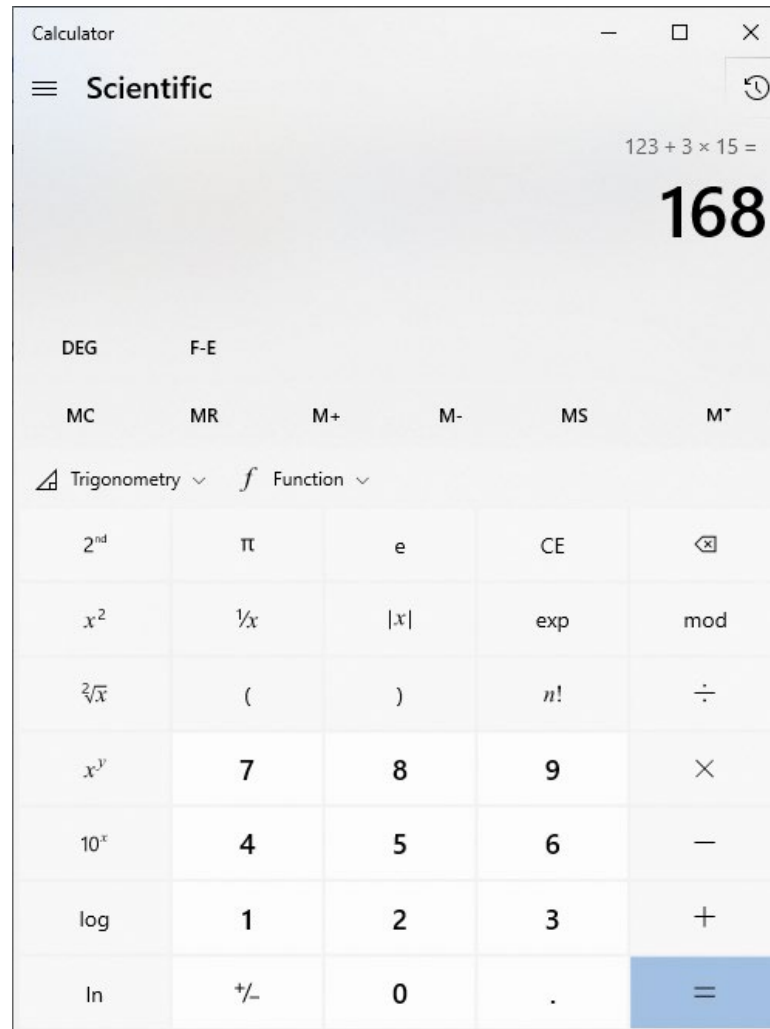 Calculator
Scientific
123 + 3 × 15 =
168
DEG F-E
MC MR M+ M- MS M˅
Trigonometry f Function
2ⁿᵈ π e CE
x² ¹/x |x| exp mod
²√x ( ) n! ÷
xʸ 7 8 9 ×
10ˣ 4 5 6 −
log 1 2 3 +
ln +/− 0 . =